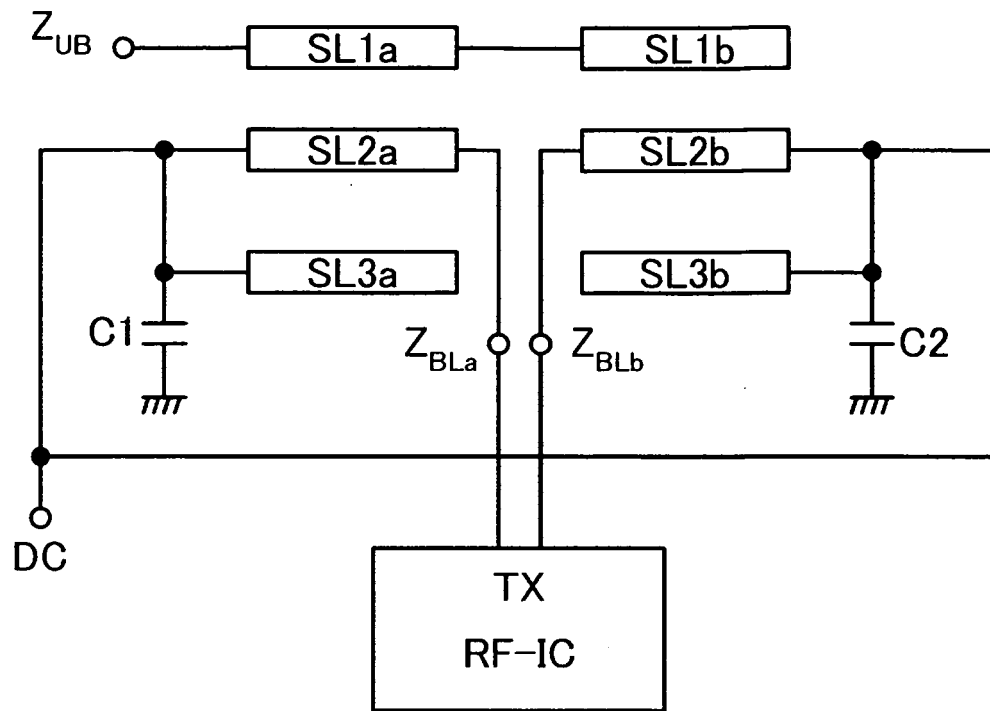 Z_UB
SL1a
SL1b
SL2a
SL2b
SL3a
SL3b
C1
Z_BLa
Z_BLb
C2
DC
TX
RF-IC